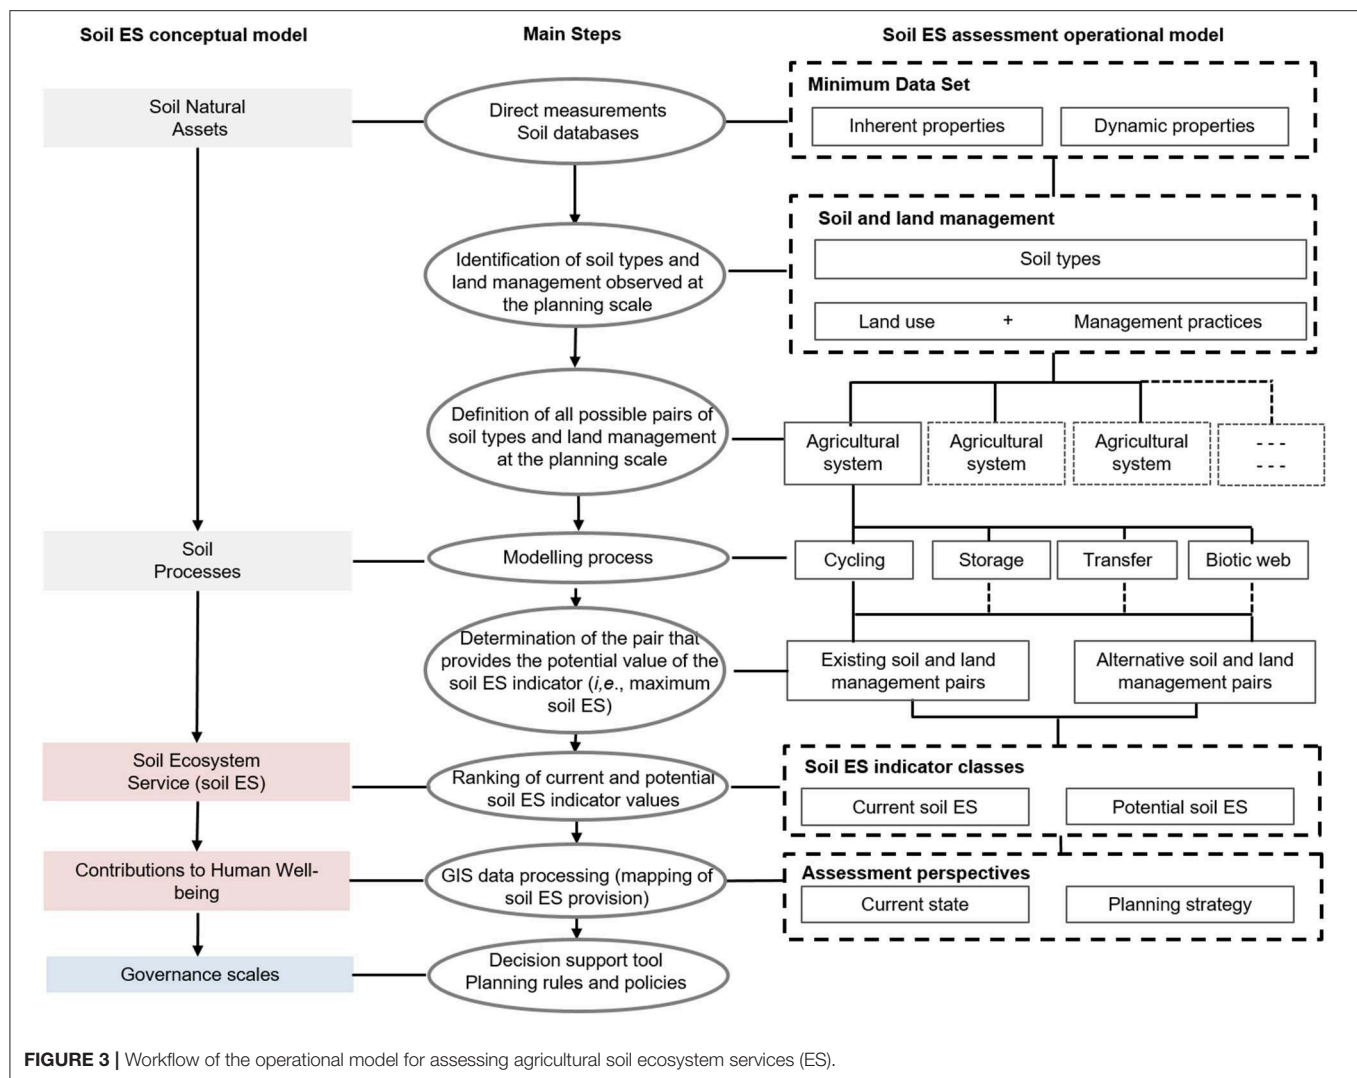 Soil ES conceptual model
Main Steps
Soil ES assessment operational model
Soil Natural
Assets
Direct measurements
Soil databases
Minimum Data Set
Inherent properties
Dynamic properties
Identification of soil types and
land management observed at
the planning scale
Soil and land management
Soil types
Land use + Management practices
Definition of all possible pairs of
soil types and land management
at the planning scale
Agricultural
system
Agricultural
system
Agricultural
system
- - -
- - -
Soil
Processes
Modelling process
Cycling
Storage
Transfer
Biotic web
Determination of the pair that
provides the potential value of the
soil ES indicator (i,e., maximum
soil ES)
Existing soil and land
management pairs
Alternative soil and land
management pairs
Soil Ecosystem
Service (soil ES)
Ranking of current and potential
soil ES indicator values
Soil ES indicator classes
Current soil ES
Potential soil ES
Contributions to Human Well-
being
GIS data processing (mapping of
soil ES provision)
Assessment perspectives
Current state
Planning strategy
Governance scales
Decision support tool
Planning rules and policies
FIGURE 3 | Workflow of the operational model for assessing agricultural soil ecosystem services (ES).